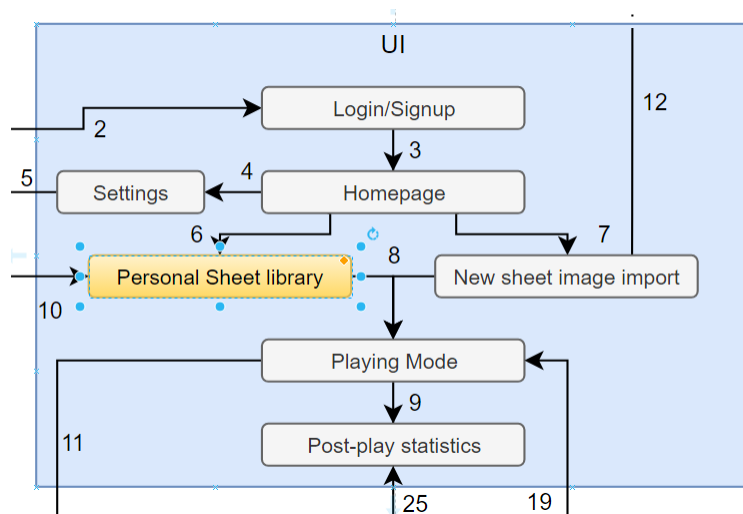 UI
12
Login/Signup
2
3
5
4
Settings
Homepage
6
7
8
Personal Sheet library
New sheet image import
10
Playing Mode
9
11
Post-play statistics
25
19